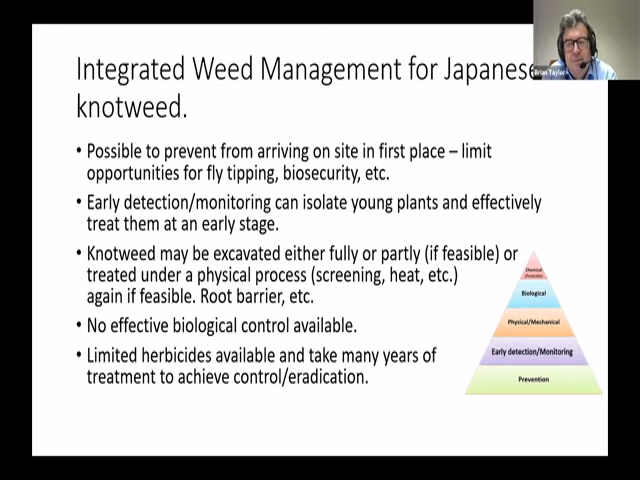 Integrated Weed Management for Japanese
knotweed.
Brian Taylor
• Possible to prevent from arriving on site in first place – limit
opportunities for fly tipping, biosecurity, etc.
• Early detection/monitoring can isolate young plants and effectively
treat them at an early stage.
• Knotweed may be excavated either fully or partly (if feasible) or
treated under a physical process (screening, heat, etc.)
again if feasible. Root barrier, etc.
• No effective biological control available.
• Limited herbicides available and take many years of
treatment to achieve control/eradication.
Chemical
Biological
Physical/Mechanical
Early detection/Monitoring
Prevention